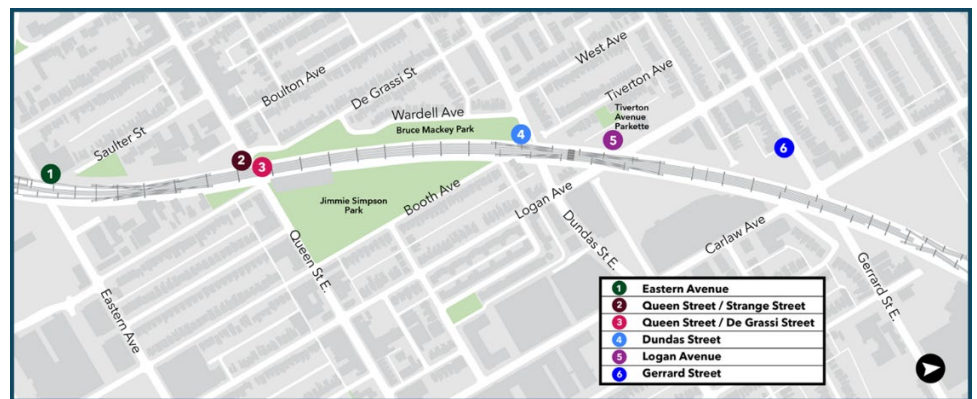 West Ave
Boulton Ave
De Grassi St
Tiverton Ave
Wardell Ave
Tiverton
Avenue
Parkette
Bruce Mackey Park
Saulter St
1
2
3
4
5
6
Jimmie Simpson
Park
Booth Ave
Logan Ave
Queen St E.
Dundas St E.
Carlaw Ave
Gerrard St E.
Eastern Ave
1 Eastern Avenue
2 Queen Street / Strange Street
3 Queen Street / De Grassi Street
4 Dundas Street
5 Logan Avenue
6 Gerrard Street